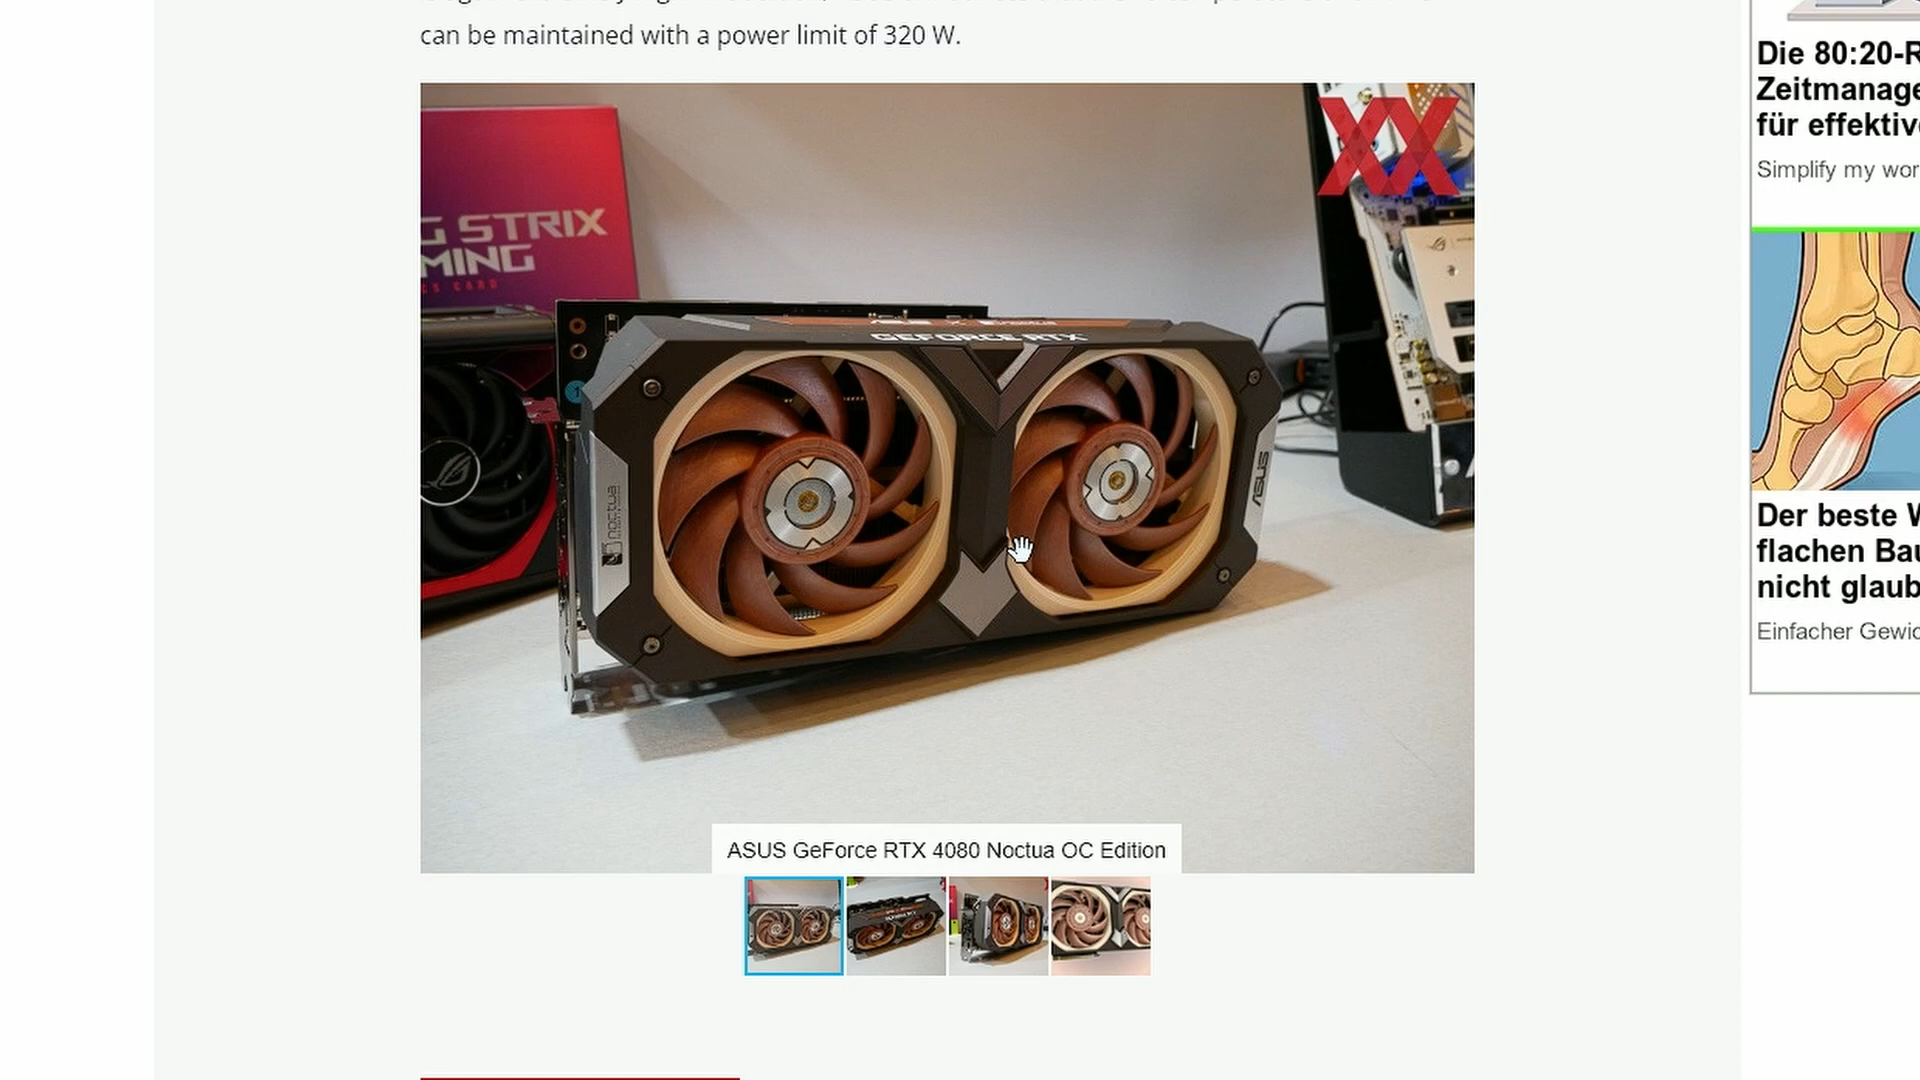 can be maintained with a power limit of 320 W.
G STRIX
MING
CS CARD
GEFORCE RTX
noctua
ASUS
ASUS GeForce RTX 4080 Noctua OC Edition
Die 80:20-R
Zeitmanage
für effektiv
Simplify my wor
Der beste W
flachen Bau
nicht glaub
Einfacher Gewic